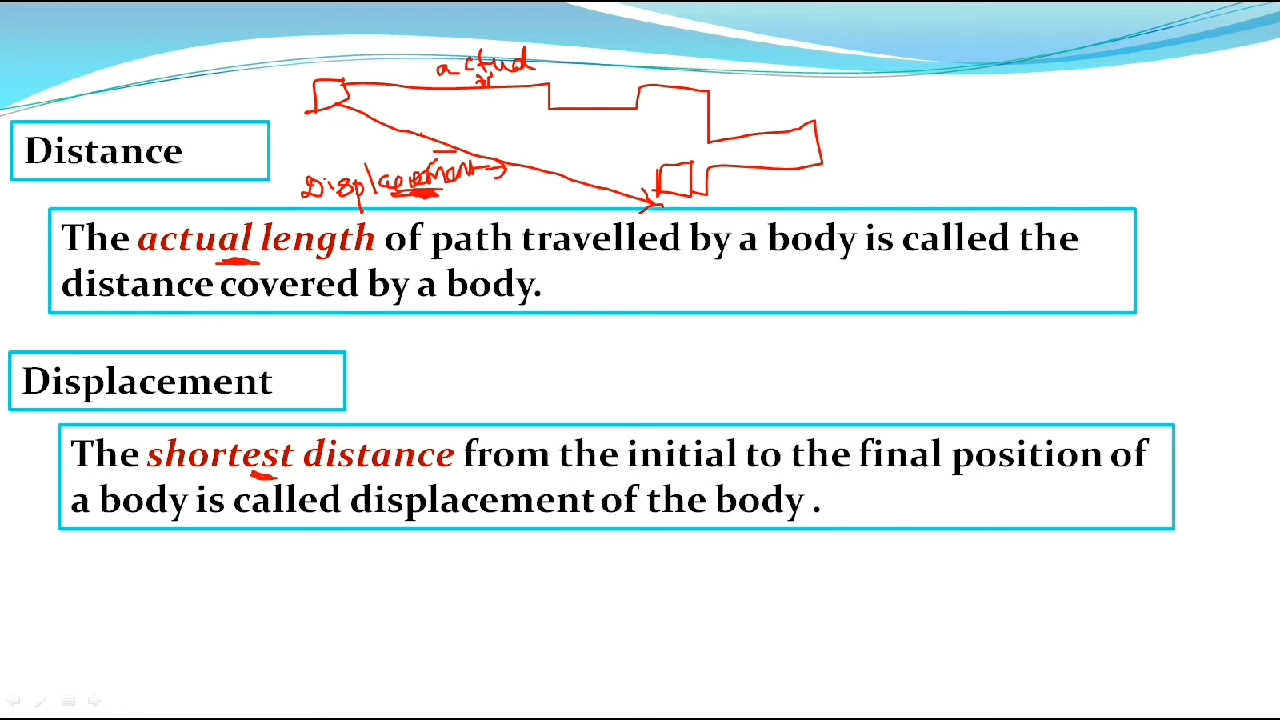 actual
Distance
Displacement
The actual length of path travelled by a body is called the
distance covered by a body.
Displacement
The shortest distance from the initial to the final position of
a body is called displacement of the body .